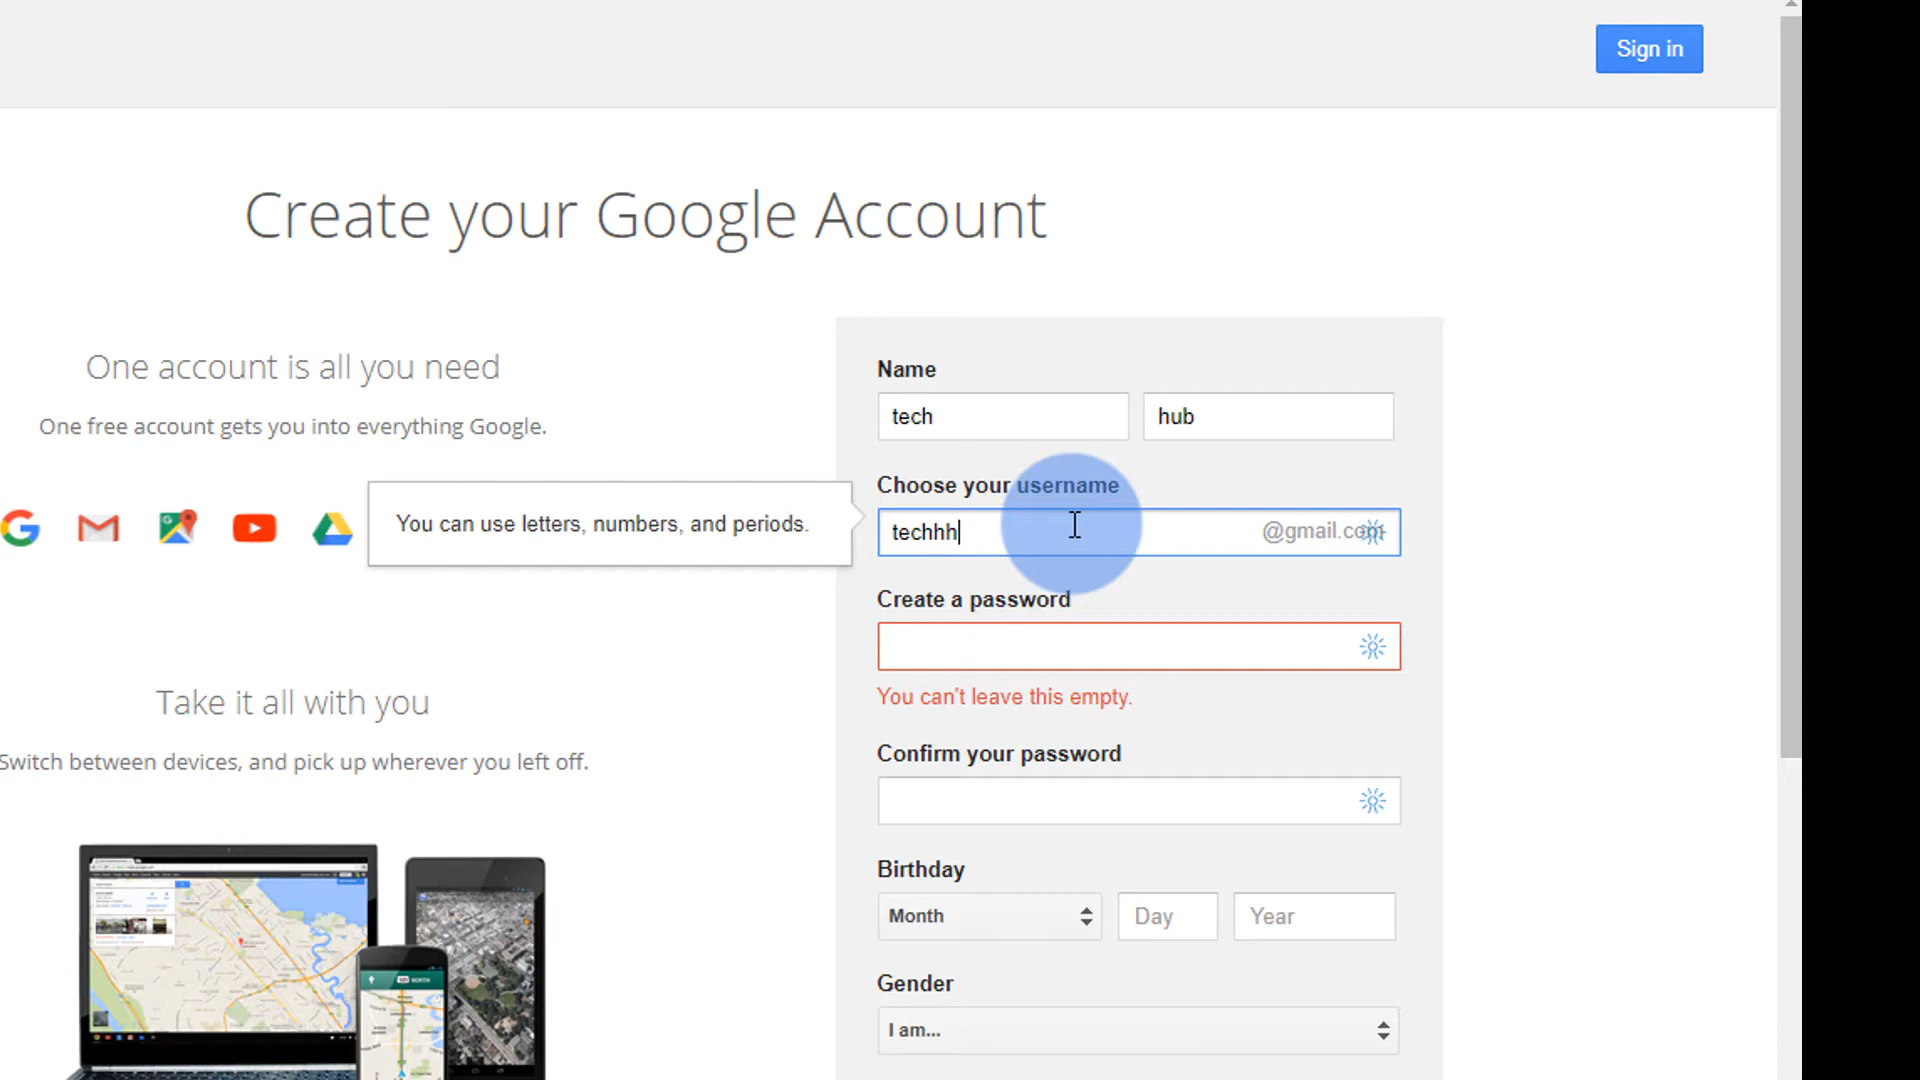 Sign in
Create your Google Account
One account is all you need
One free account gets you into everything Google.
You can use letters, numbers, and periods.
Take it all with you
Switch between devices, and pick up wherever you left off.
Name
tech hub
Choose your username
techhh @gmail.com
Create a password
You can't leave this empty.
Confirm your password
Birthday
Month Day Year
Gender
I am...